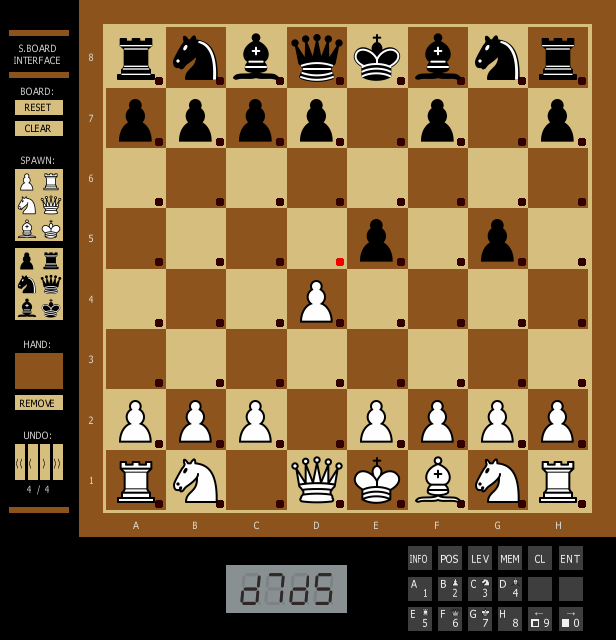 S.BOARD
INTERFACE
BOARD:
RESET
CLEAR
SPAWN:
HAND:
REMOVE
UNDO:
⟨⟨ ⟨ ⟩ ⟩⟩
4 / 4
8
7
6
5
4
3
2
1
A B C D E F G H
d7d5
INFO POS LEV MEM CL ENT
A 1 B 2 C 3 D 4
E 5 F 6 G 7 H 8 ← 9 → 0